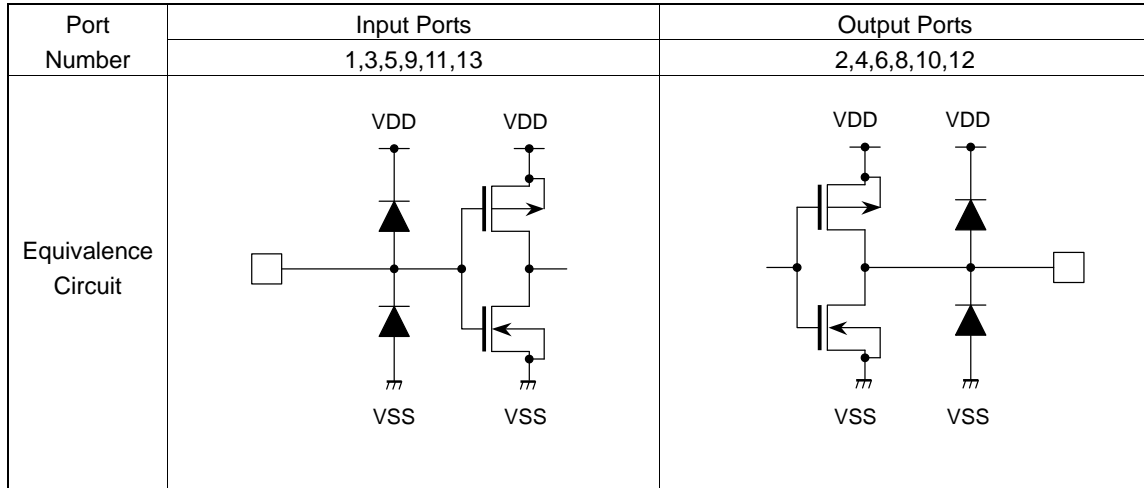 Port Number
Input Ports
Output Ports
1,3,5,9,11,13
2,4,6,8,10,12
Equivalence
Circuit
VDD
VDD
VSS
VSS
VDD
VDD
VSS
VSS